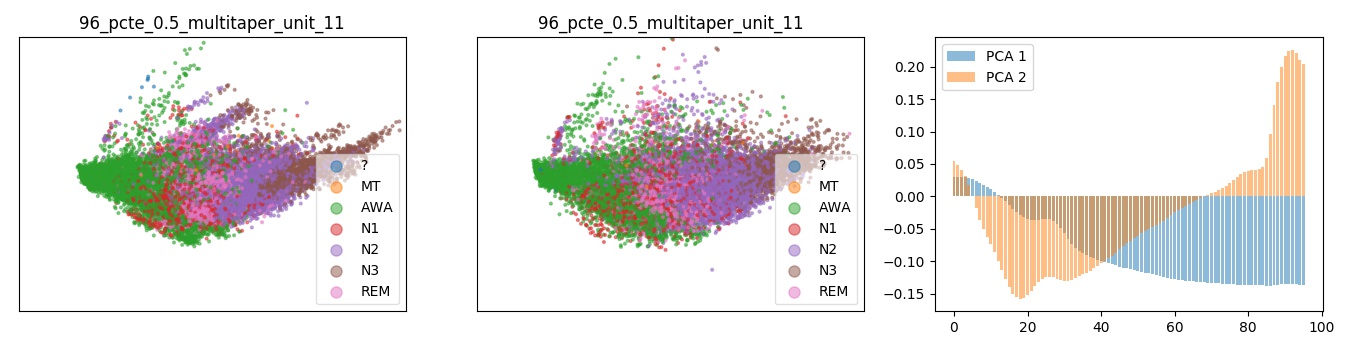 96_pcte_0.5_multitaper_unit_11
?
MT
AWA
N1
N2
N3
REM
96_pcte_0.5_multitaper_unit_11
?
MT
AWA
N1
N2
N3
REM
PCA 1
PCA 2
0.20
0.15
0.10
0.05
0.00
−0.05
−0.10
−0.15
0 20 40 60 80 100